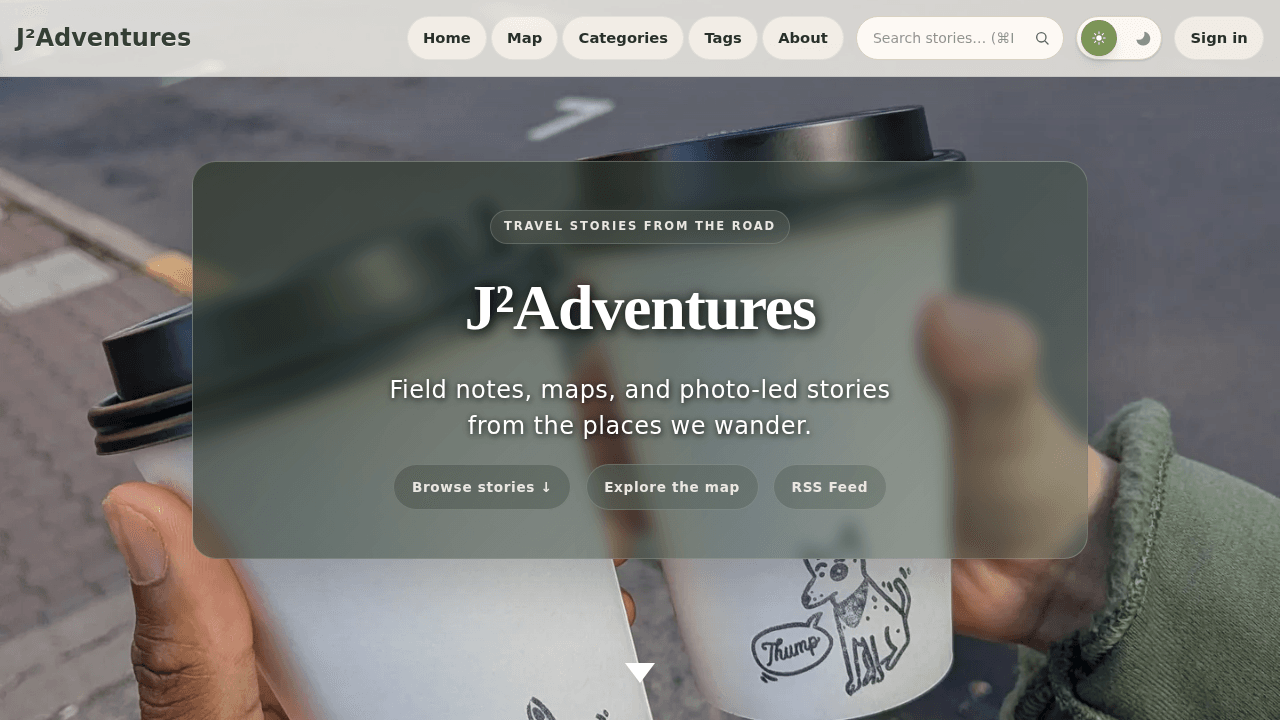 J²Adventures
Home
Map
Categories
Tags
About
Search stories… (⌘
Sign in
TRAVEL STORIES FROM THE ROAD
J²Adventures
Field notes, maps, and photo-led stories
from the places we wander.
Browse stories ↓
Explore the map
RSS Feed
Thump